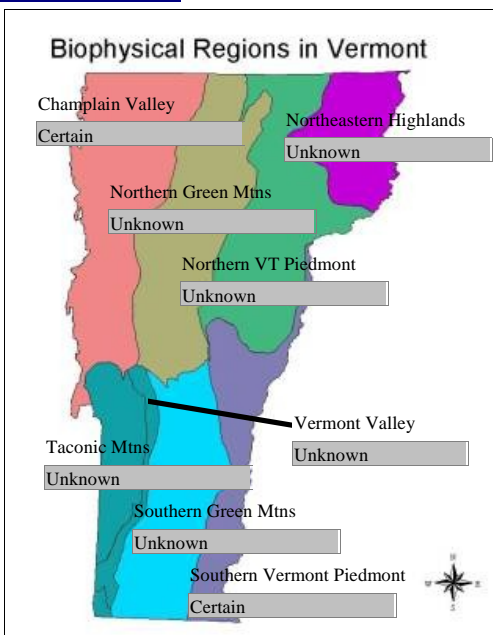 Biophysical Regions in Vermont
Champlain Valley
Certain
Northeastern Highlands
Unknown
Northern Green Mtns
Unknown
Northern VT Piedmont
Unknown
Vermont Valley
Unknown
Taconic Mtns
Unknown
Southern Green Mtns
Unknown
Southern Vermont Piedmont
Certain
N
W E
S